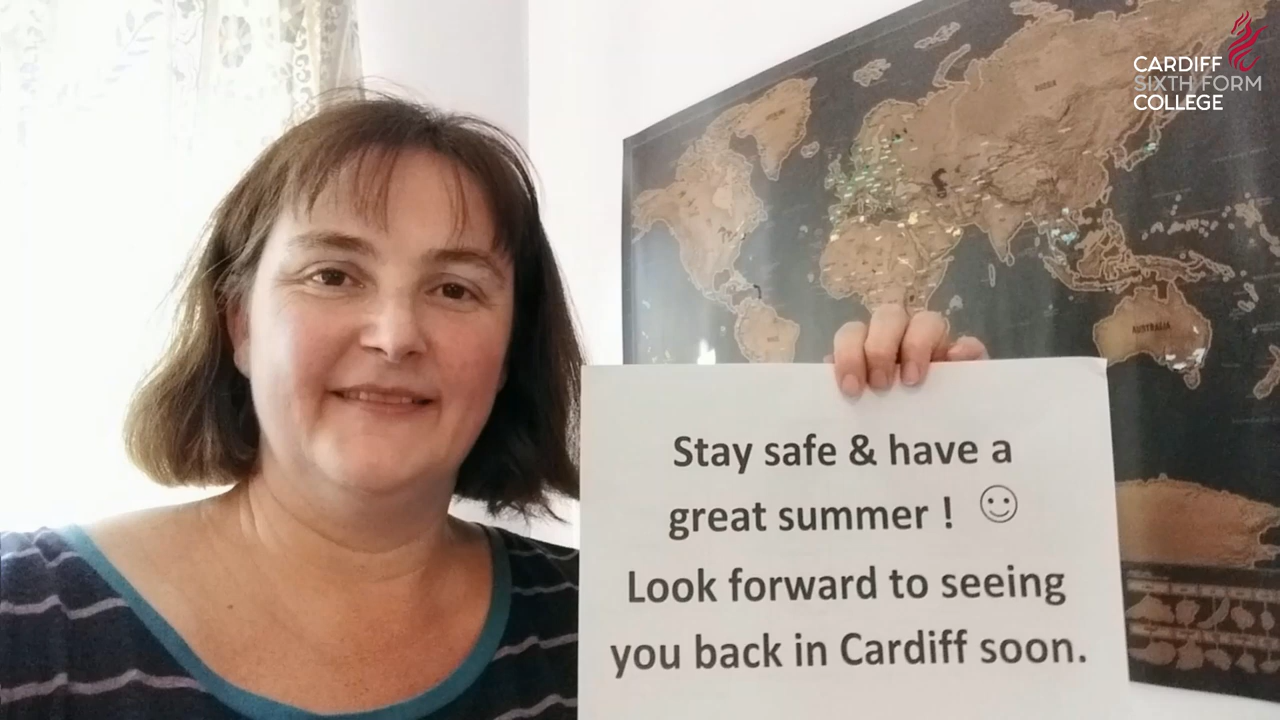 CARDIFF
SIXTH FORM
COLLEGE
RUSSIA
AUSTRALIA
Stay safe & have a
great summer ! ☺
Look forward to seeing
you back in Cardiff soon.